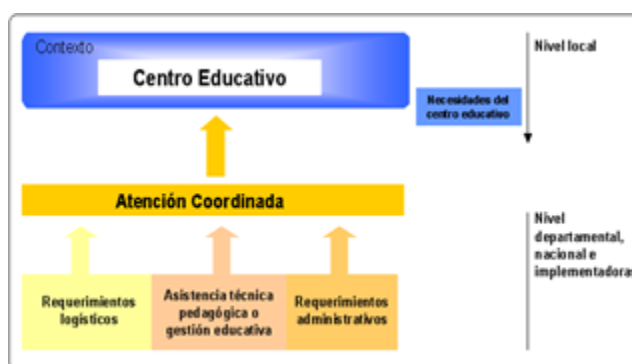 Contexto
Centro Educativo
Nivel local
Necesidades del
centro educativo
Atención Coordinada
Nivel
departamental,
nacional e
implementadoras
Requerimientos
logísticos
Asistencia técnica
pedagógica o
gestión educativa
Requerimientos
administrativos